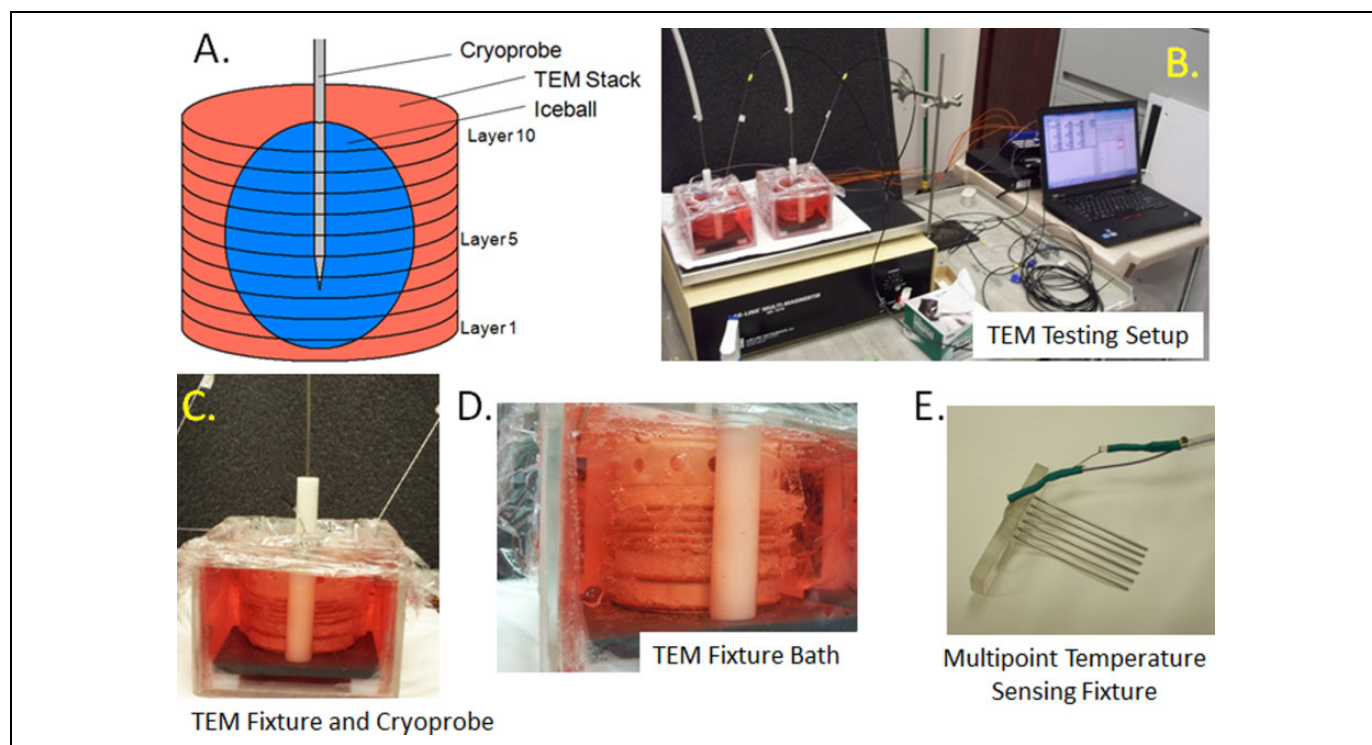 A.
Cryoprobe
TEM Stack
Iceball
Layer 10
Layer 5
Layer 1
B.
TEM Testing Setup
C.
TEM Fixture and Cryoprobe
D.
TEM Fixture Bath
E.
Multipoint Temperature
Sensing Fixture